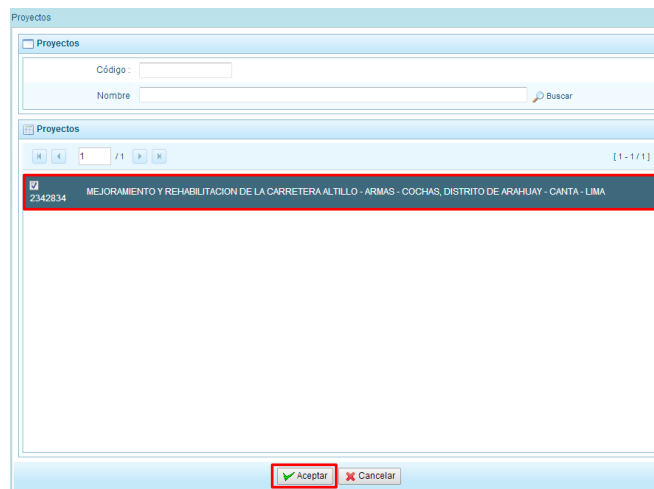 Proyectos
Proyectos
Código :
Nombre Buscar
Proyectos
1 / 1 [ 1 - 1 / 1 ]
2342834 MEJORAMIENTO Y REHABILITACION DE LA CARRETERA ALTILLO - ARMAS - COCHAS, DISTRITO DE ARAHUAY - CANTA - LIMA
Aceptar Cancelar